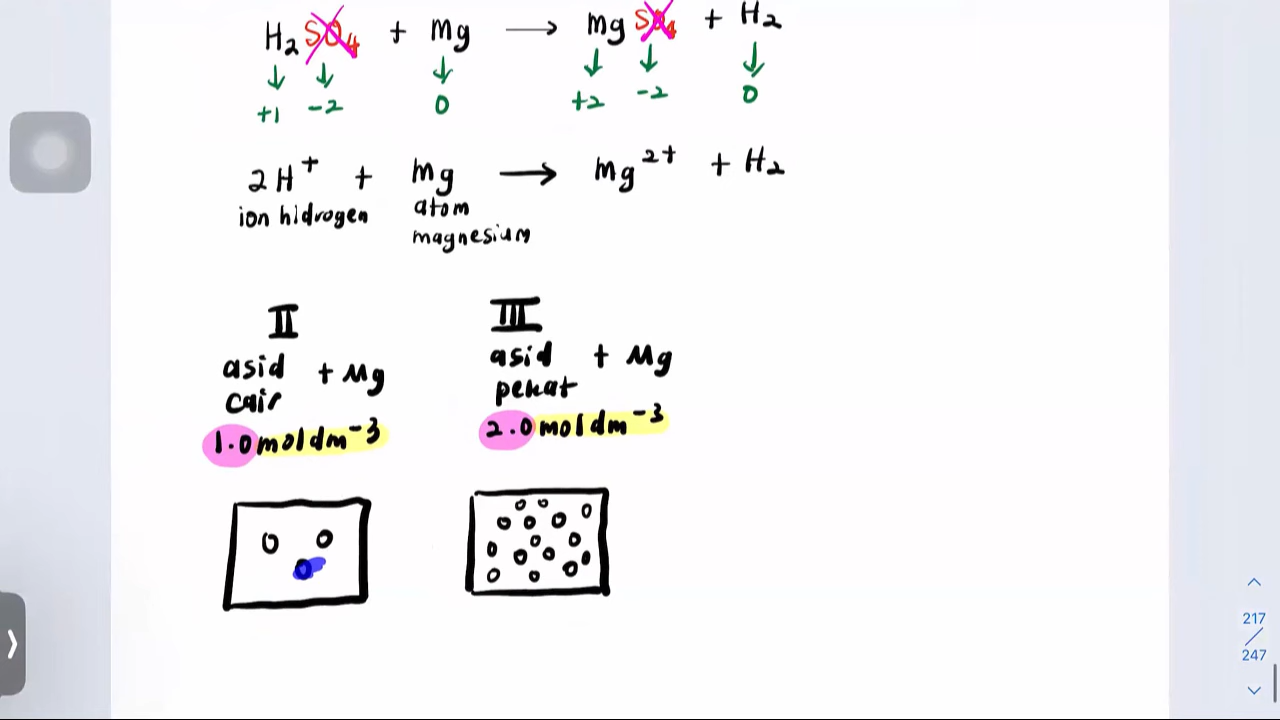 H₂SO₄ + Mg → MgSO₄ + H₂
+1 -2 0 +2 -2 0
2H⁺ + Mg → Mg²⁺ + H₂
ion hidrogen atom
magnesium
II III
asid + Mg asid + Mg
cair pekat
1.0 mol dm⁻³ 2.0 mol dm⁻³
217
/
247